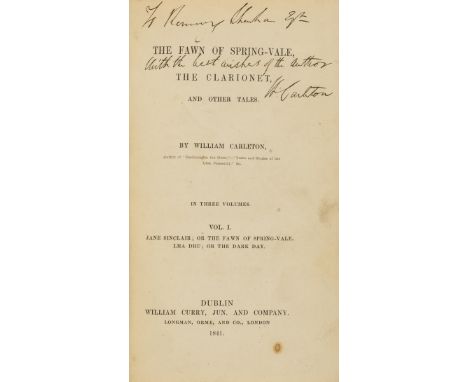 To
THE FAWN OF SPRING-VALE,
with the best wishes of the author
THE CLARIONET,
W Carleton
AND OTHER TALES.
BY WILLIAM CARLETON,
IN THREE VOLUMES.
VOL. I.
JANE SINCLAIR; OR THE FAWN OF SPRING-VALE.
LHA DHU; OR THE DARK DAY.
DUBLIN
WILLIAM CURRY, JUN. AND COMPANY.
LONGMAN, ORME, AND CO., LONDON
1841.